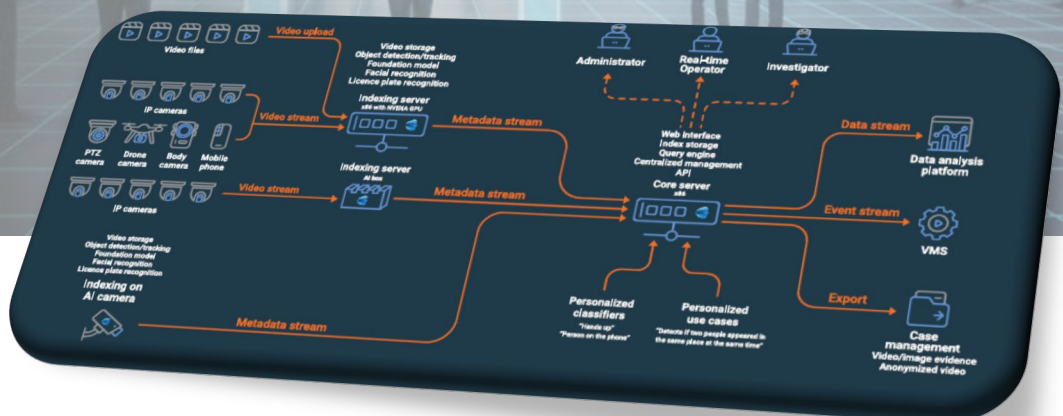 Video files
Video upload
Video storage
Object detection/tracking
Foundation model
Facial recognition
Licence plate recognition
Indexing server
x86 with NVIDIA GPU
IP cameras
Video stream
PTZ
camera
Drone
camera
Body
camera
Mobile
phone
Metadata stream
Indexing server
AI box
Video stream
Metadata stream
IP cameras
Video storage
Object detection/tracking
Foundation model
Facial recognition
Licence plate recognition
Indexing on
AI camera
Metadata stream
Administrator
Real-time
Operator
Investigator
Web interface
Index storage
Query engine
Centralized management
API
Core server
x86
Personalized
classifiers
"Hands up"
"Person on the phone"
Personalized
use cases
"Detects if two people appeared in
the same place at the same time"
Data stream
Data analysis
platform
Event stream
VMS
Export
Case
management
Video/image evidence
Anonymized video